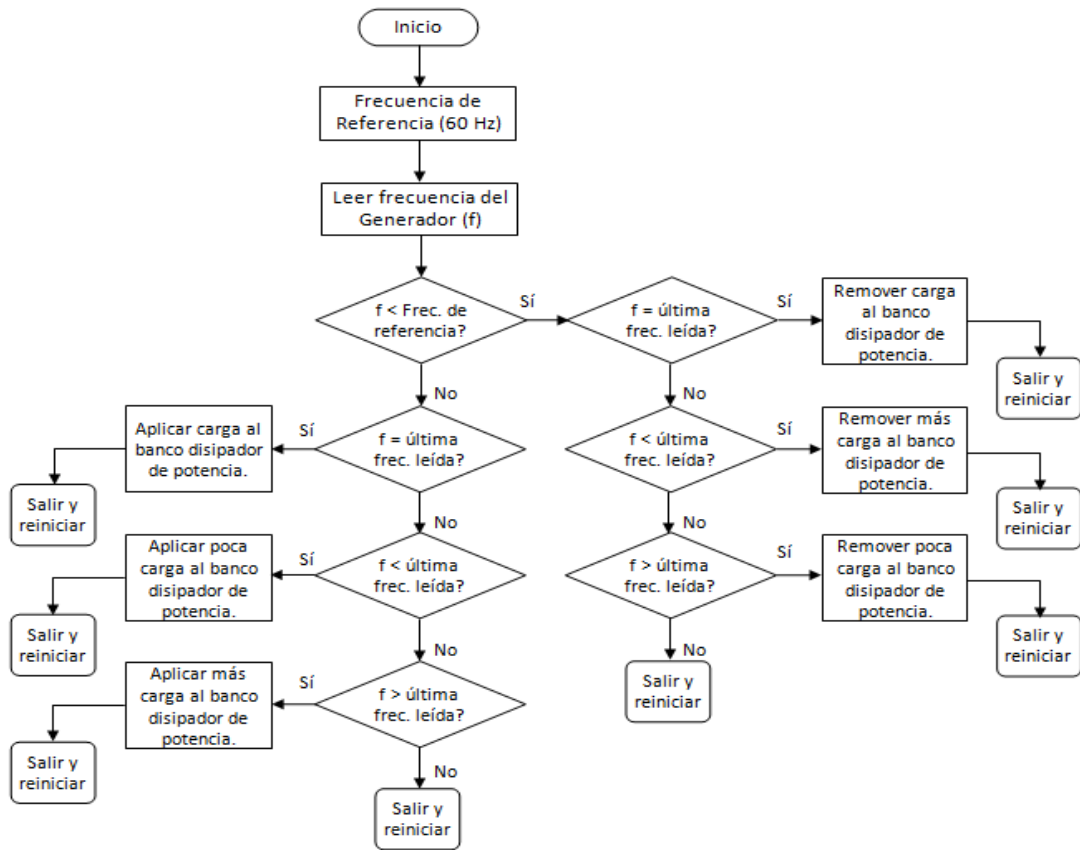 Inicio
Frecuencia de
Referencia (60 Hz)
Leer frecuencia del
Generador (f)
f < Frec. de
referencia?
Sí
f = última
frec. leída?
Sí
Remover carga
al banco
disipador de
potencia.
Salir y
reiniciar
No
No
Aplicar carga al
banco disipador
de potencia.
Sí
f = última
frec. leída?
f < última
frec. leída?
Sí
Remover más
carga al banco
disipador de
potencia.
Salir y
reiniciar
Salir y
reiniciar
No
No
Aplicar poca
carga al banco
disipador de
potencia.
Sí
f < última
frec. leída?
f > última
frec. leída?
Sí
Remover poca
carga al banco
disipador de
potencia.
Salir y
reiniciar
Salir y
reiniciar
No
No
Aplicar más
carga al banco
disipador de
potencia.
Sí
f > última
frec. leída?
Salir y
reiniciar
Salir y
reiniciar
No
Salir y
reiniciar